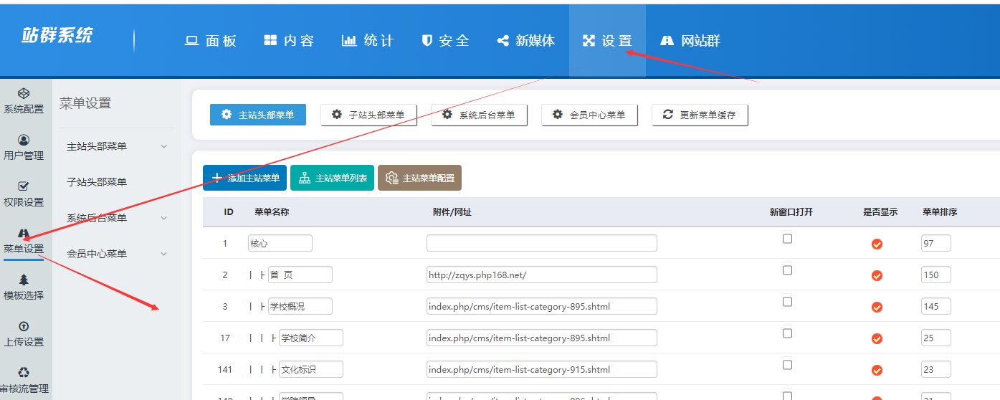 站群系统
面板 内容 统计 安全 新媒体 设置 网站群
系统配置
用户管理
权限设置
菜单设置
模板选择
上传设置
审核流管理
菜单设置
主站头部菜单
子站头部菜单
系统后台菜单
会员中心菜单
主站头部菜单 子站头部菜单 系统后台菜单 会员中心菜单 更新菜单缓存
添加主站菜单 主站菜单列表 主站菜单配置
ID 菜单名称 附件/网址 新窗口打开 是否显示 菜单排序
1 核心 97
2 首 页 http://zqys.php168.net/ 150
3 学校概况 index.php/cms/item-list-category-895.shtml 145
17 学校简介 index.php/cms/item-list-category-895.shtml 25
141 文化标识 index.php/cms/item-list-category-915.shtml 23